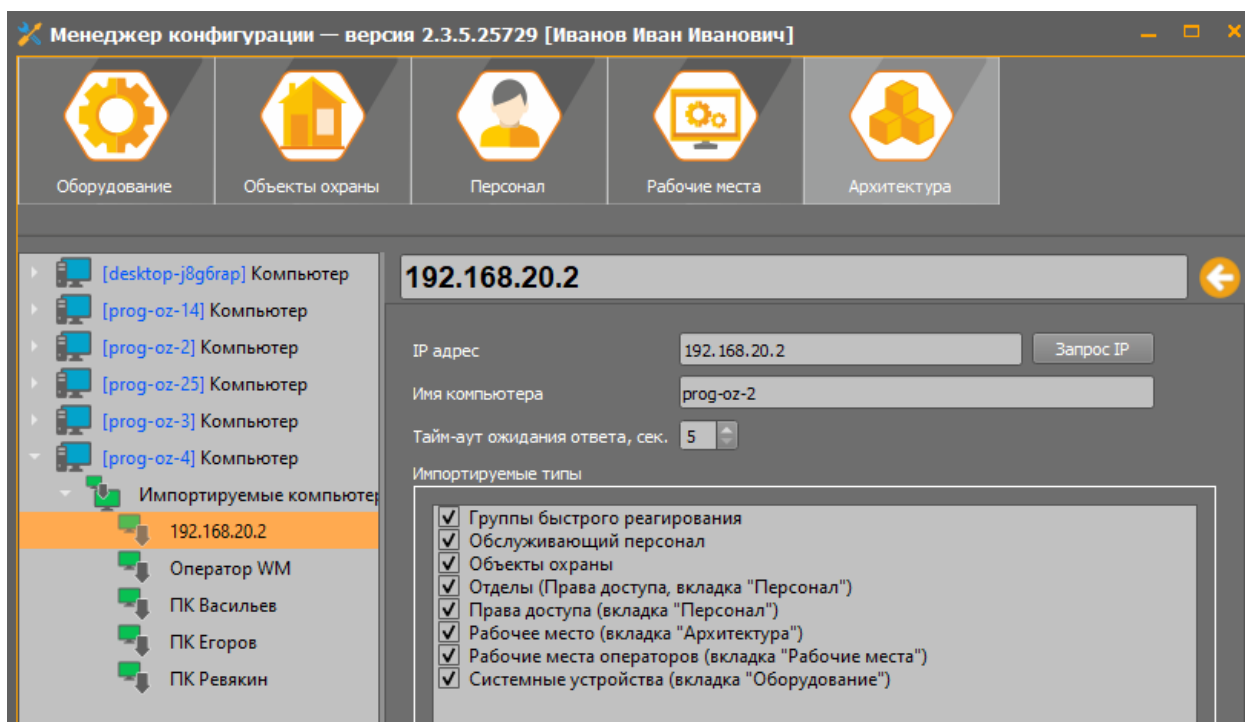 Менеджер конфигурации — версия 2.3.5.25729 [Иванов Иван Иванович]
Оборудование
Объекты охраны
Персонал
Рабочие места
Архитектура
[desktop-j8g6rap] Компьютер
[prog-oz-14] Компьютер
[prog-oz-2] Компьютер
[prog-oz-25] Компьютер
[prog-oz-3] Компьютер
[prog-oz-4] Компьютер
Импортируемые компьютер
192.168.20.2
Оператор WM
ПК Васильев
ПК Егоров
ПК Ревякин
192.168.20.2
IP адрес
192.168.20.2
Запрос IP
Имя компьютера
prog-oz-2
Тайм-аут ожидания ответа, сек.
5
Импортируемые типы
Группы быстрого реагирования
Обслуживающий персонал
Объекты охраны
Отделы (Права доступа, вкладка "Персонал")
Права доступа (вкладка "Персонал")
Рабочее место (вкладка "Архитектура")
Рабочие места операторов (вкладка "Рабочие места")
Системные устройства (вкладка "Оборудование")